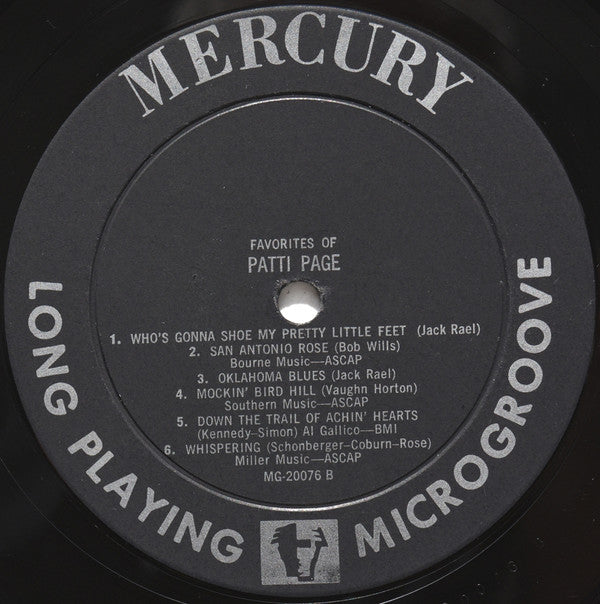 MERCURY
FAVORITES OF
PATTI PAGE
1. WHO'S GONNA SHOE MY PRETTY LITTLE FEET (Jack Rael)
2. SAN ANTONIO ROSE (Bob Wills)
Bourne Music—ASCAP
3. OKLAHOMA BLUES (Jack Rael)
4. MOCKIN' BIRD HILL (Vaughn Horton)
Southern Music—ASCAP
5. DOWN THE TRAIL OF ACHIN' HEARTS
(Kennedy-Simon) Al Gallico—BMI
6. WHISPERING (Schonberger-Coburn-Rose)
Miller Music—ASCAP
MG-20076 B
LONG PLAYING MICROGROOVE